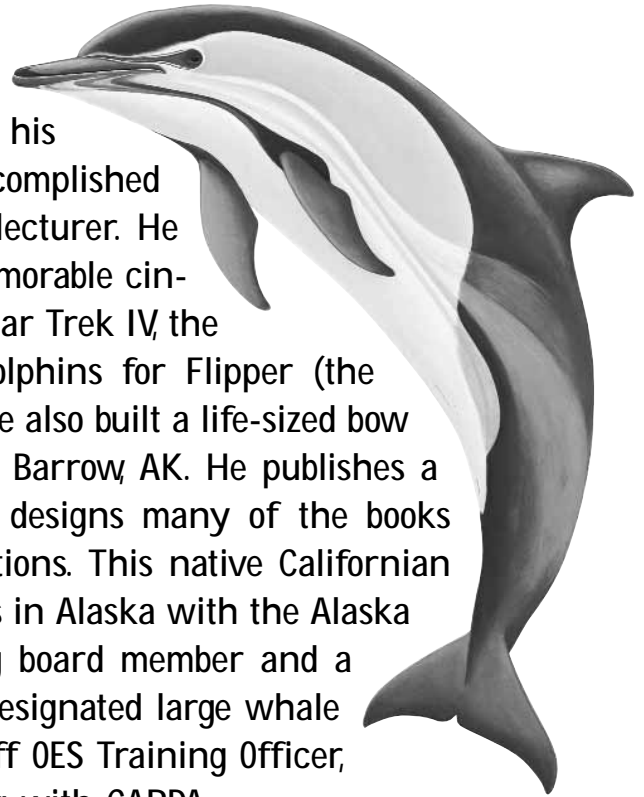 his
complished
lecturer. He
morable cin-
ar Trek IV, the
olphins for Flipper (the
e also built a life-sized bow
Barrow, AK. He publishes a
designs many of the books
tions. This native Californian
s in Alaska with the Alaska
g board member and a
esignated large whale
ff OES Training Officer,